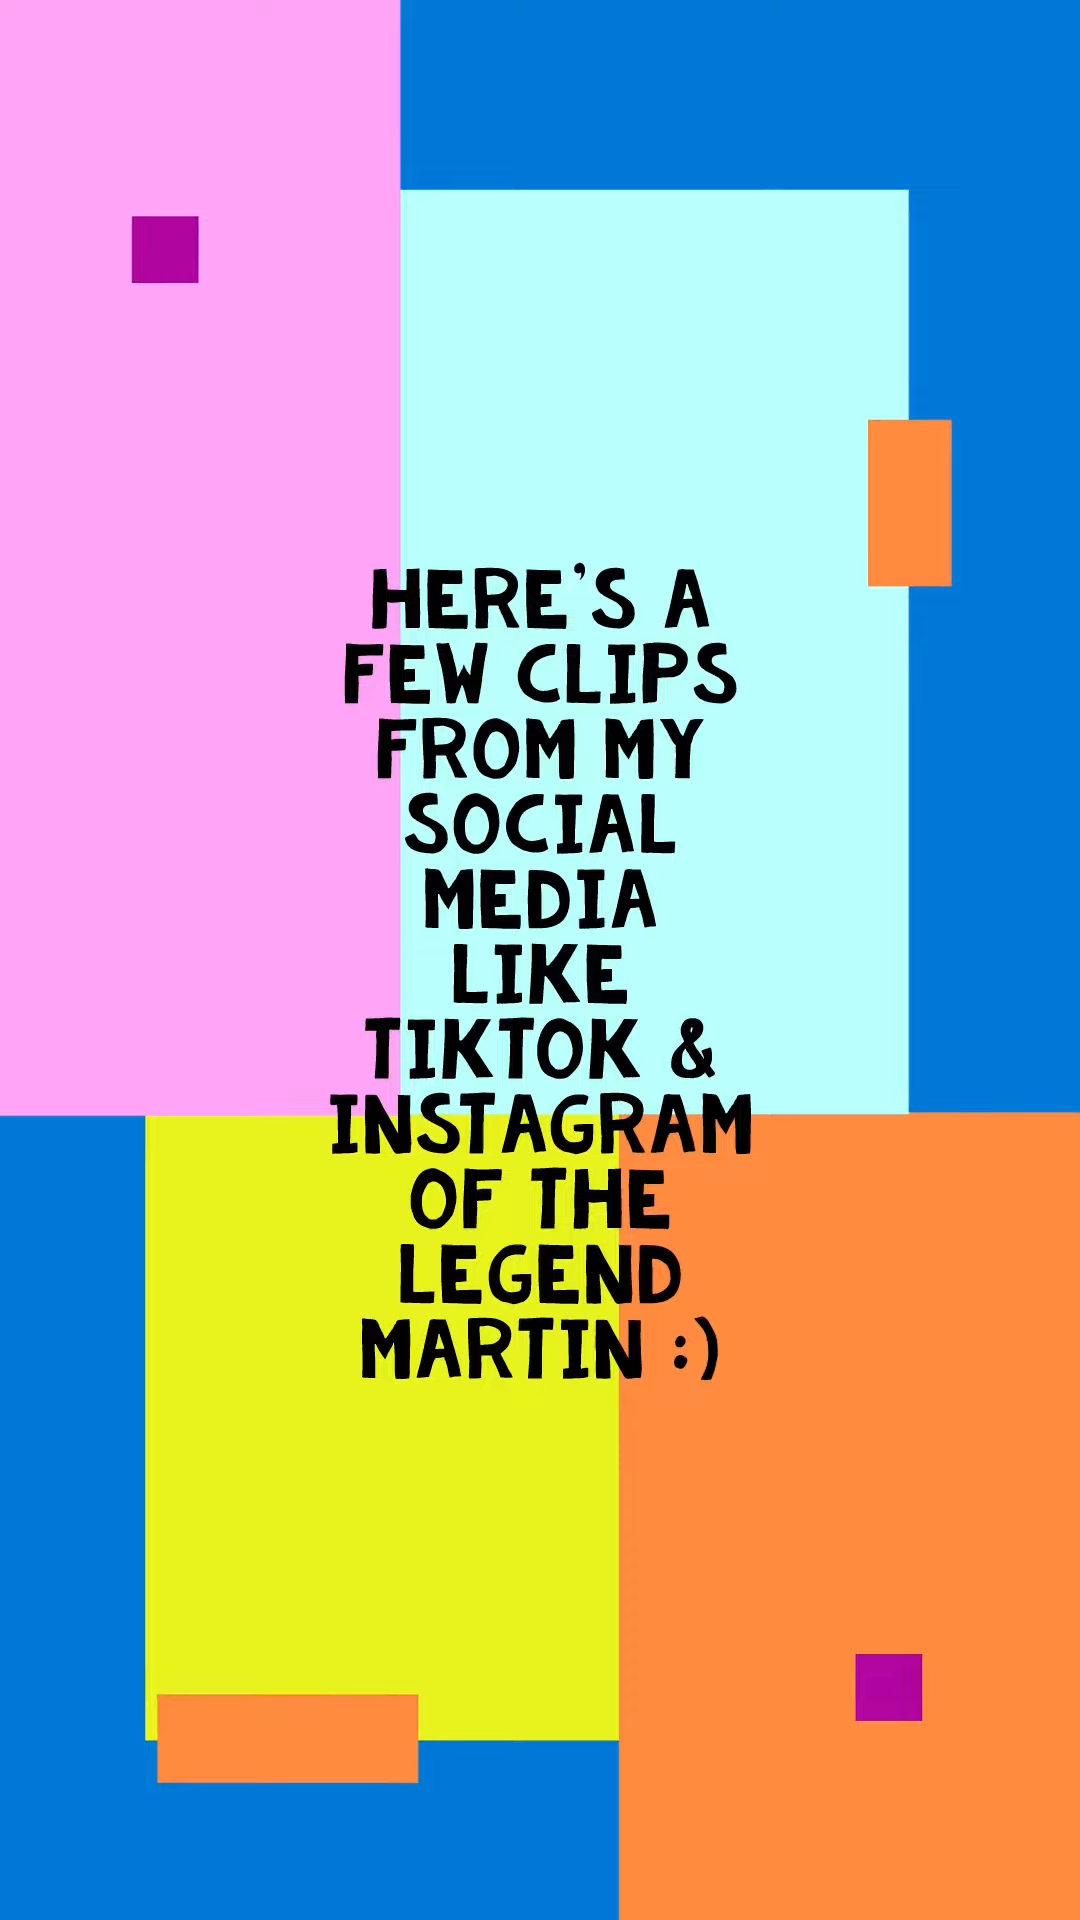 HERE'S A
FEW CLIPS
FROM MY
SOCIAL
MEDIA
LIKE
TIKTOK &
INSTAGRAM
OF THE
LEGEND
MARTIN :)